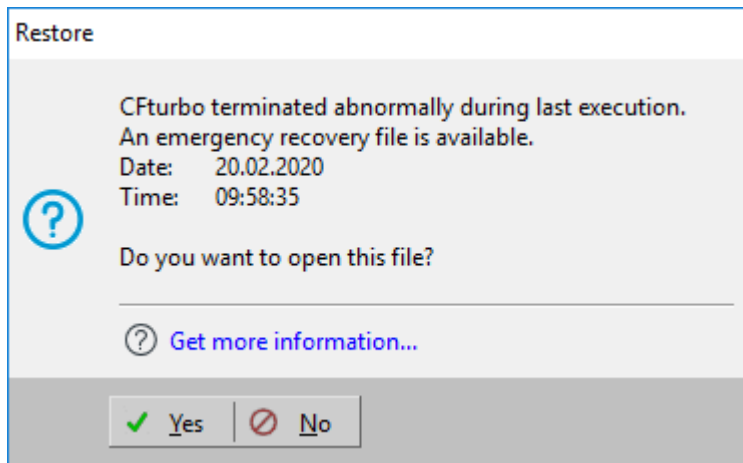 Restore
CFturbo terminated abnormally during last execution.
An emergency recovery file is available.
Date: 20.02.2020
Time: 09:58:35
Do you want to open this file?
Get more information...
Yes No